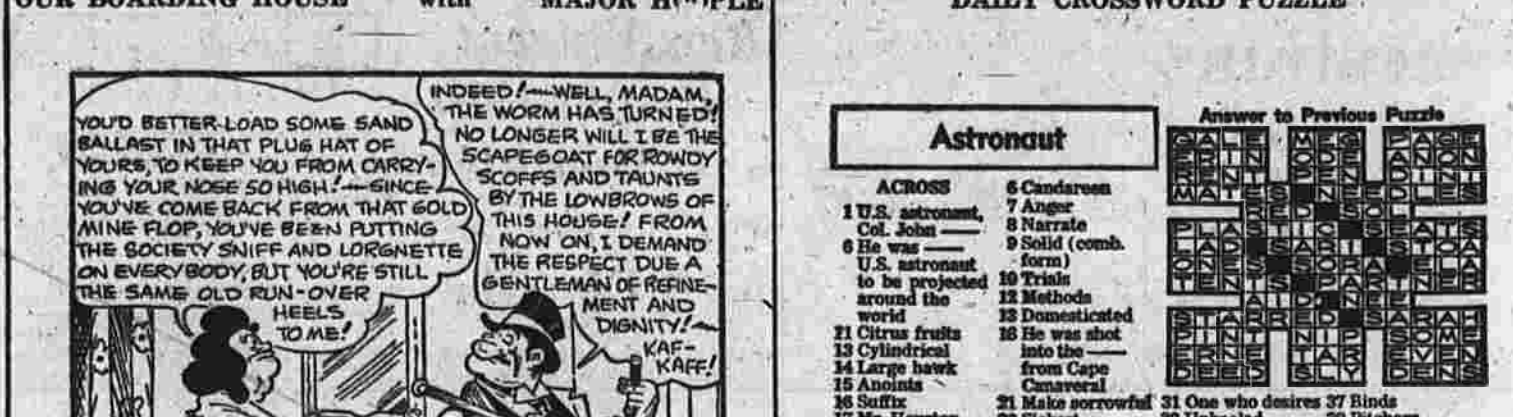 OUR BOARDING HOUSE with MAJOR HOOPLE
YOU'D BETTER LOAD SOME SAND
BALLAST IN THAT PLUG HAT OF
YOURS, TO KEEP YOU FROM CARRY-
ING YOUR NOSE SO HIGH!—SINCE
YOU'VE COME BACK FROM THAT GOLD
MINE FLOP, YOU'VE BEEN PUTTING
THE SOCIETY SNIFF AND LORGNETTE
ON EVERYBODY, BUT YOU'RE STILL
THE SAME OLD RUN-OVER
HEELS
TO ME!
INDEED!—WELL, MADAM,
THE WORM HAS TURNED!
NO LONGER WILL I BE THE
SCAPEGOAT FOR ROWDY
SCOFFS AND TAUNTS
BY THE LOWBROWS OF
THIS HOUSE! FROM
NOW ON, I DEMAND
THE RESPECT DUE A
GENTLEMAN OF REFINE-
MENT AND
DIGNITY!—
KAF-
KAFF!
DAILY CROSSWORD PUZZLE
Astronaut
ACROSS
1 U.S. astronaut,
Col. John ——
6 He was ——
U.S. astronaut
to be projected
around the
world
11 Citrus fruits
13 Cylindrical
14 Large hawk
15 Anoints
16 Suffix
6 Candareen
7 Anger
8 Narrate
9 Solid (comb.
form)
10 Trials
12 Methods
13 Domesticated
18 He was shot
into the ——
from Cape
Canaveral
21 Make sorrowful
31 One who desires
37 Binds
Answer to Previous Puzzle
GALE MEG PAGE
ERIN ODE ANON
RENT PEN DINT
MATES NEEDLES
RED SOL
PLASTIC SEATS
LAD SARI STOA
ONES SORA ELA
TENTS PARTNER
AID NEE
STARRED SARAH
PINT NIP SOME
ERNE TAR EVEN
DEED SLY DENS